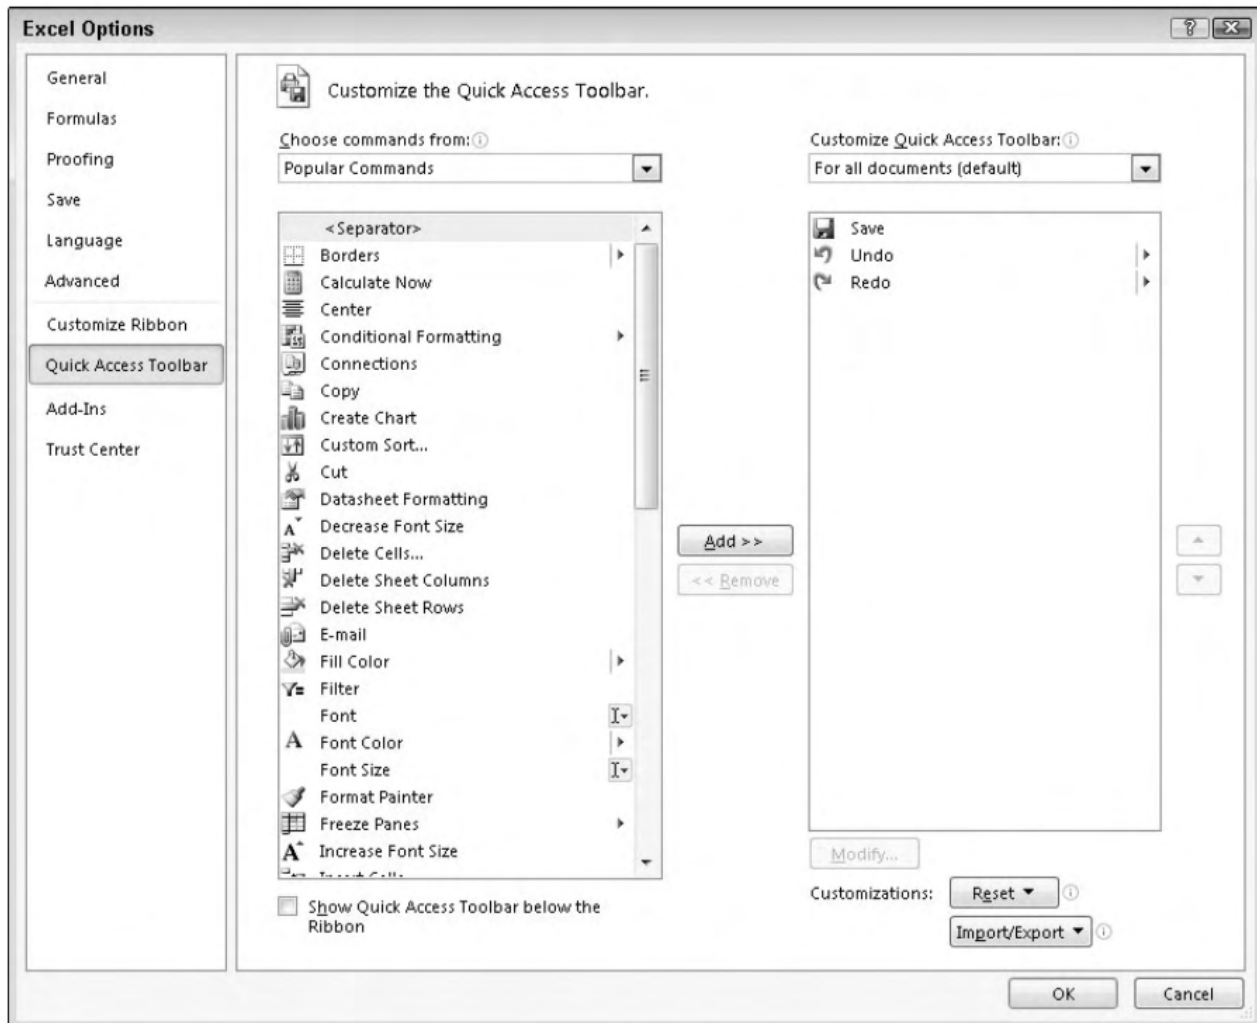 Excel Options
General
Formulas
Proofing
Save
Language
Advanced
Customize Ribbon
Quick Access Toolbar
Add-Ins
Trust Center
Customize the Quick Access Toolbar.
Choose commands from:
Popular Commands
<Separator>
Borders
Calculate Now
Center
Conditional Formatting
Connections
Copy
Create Chart
Custom Sort...
Cut
Datasheet Formatting
Decrease Font Size
Delete Cells...
Delete Sheet Columns
Delete Sheet Rows
E-mail
Fill Color
Filter
Font
Font Color
Font Size
Format Painter
Freeze Panes
Increase Font Size
Show Quick Access Toolbar below the
Ribbon
Add >>
<< Remove
Customize Quick Access Toolbar:
For all documents (default)
Save
Undo
Redo
Modify...
Customizations:
Reset
Import/Export
OK
Cancel